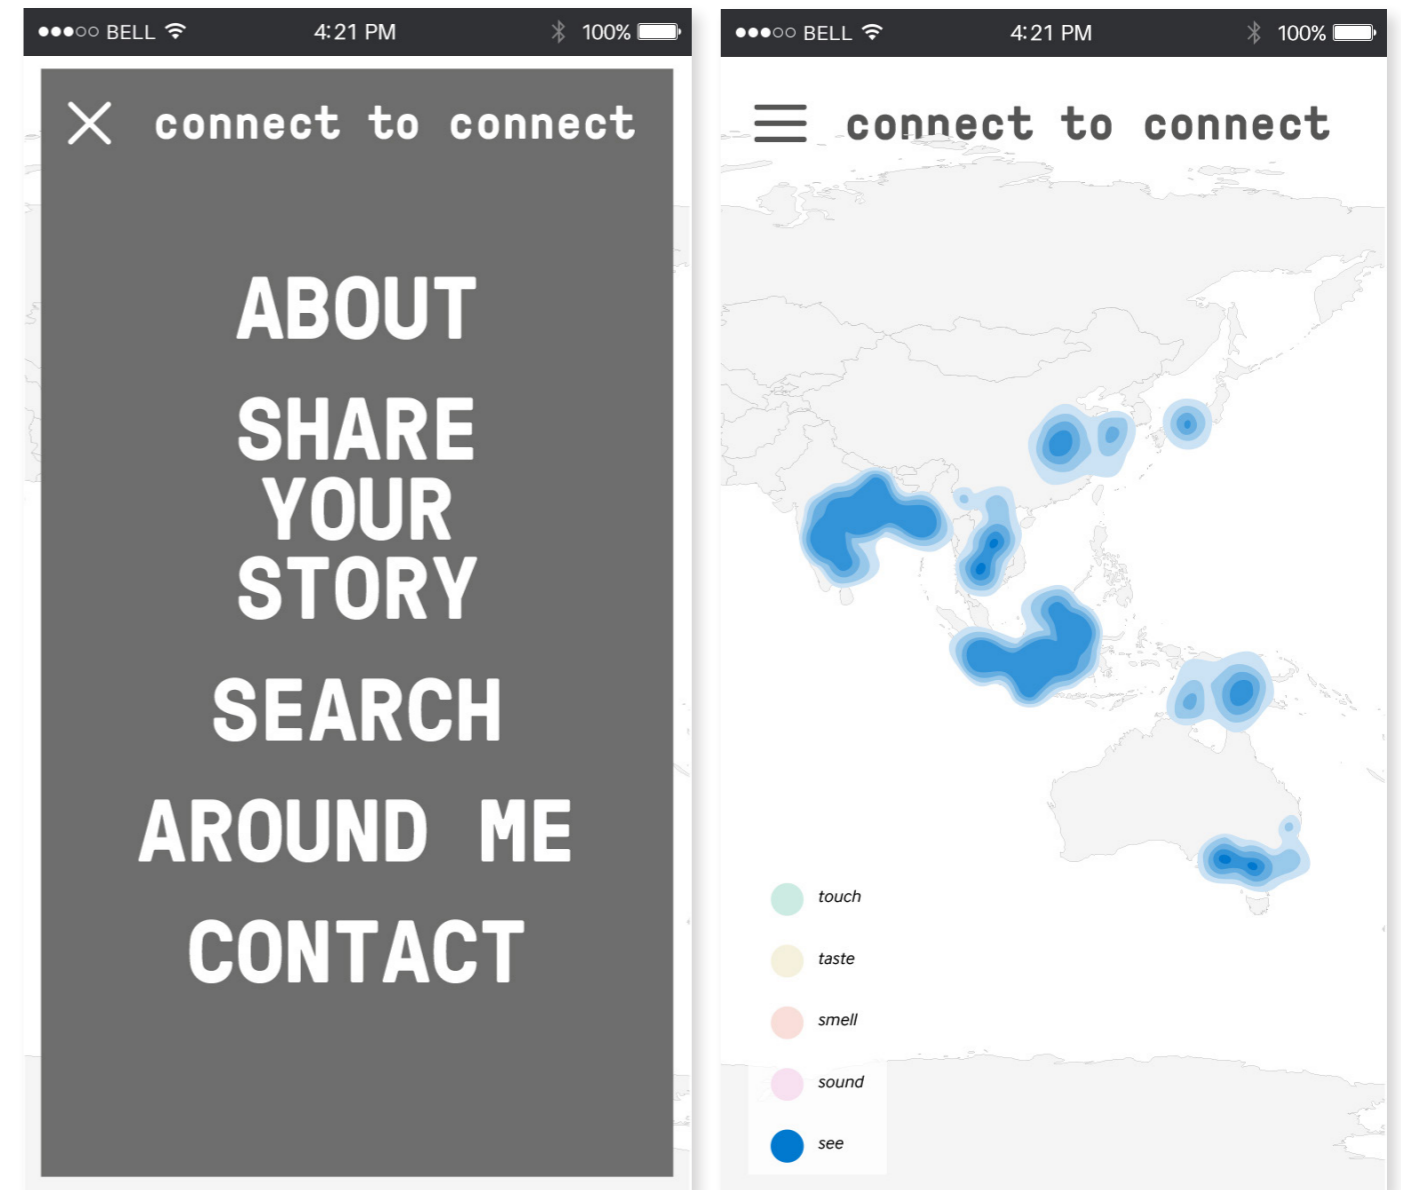 BELL 4:21 PM 100%
connect to connect
ABOUT
SHARE
YOUR
STORY
SEARCH
AROUND ME
CONTACT
BELL 4:21 PM 100%
connect to connect
touch
taste
smell
sound
see